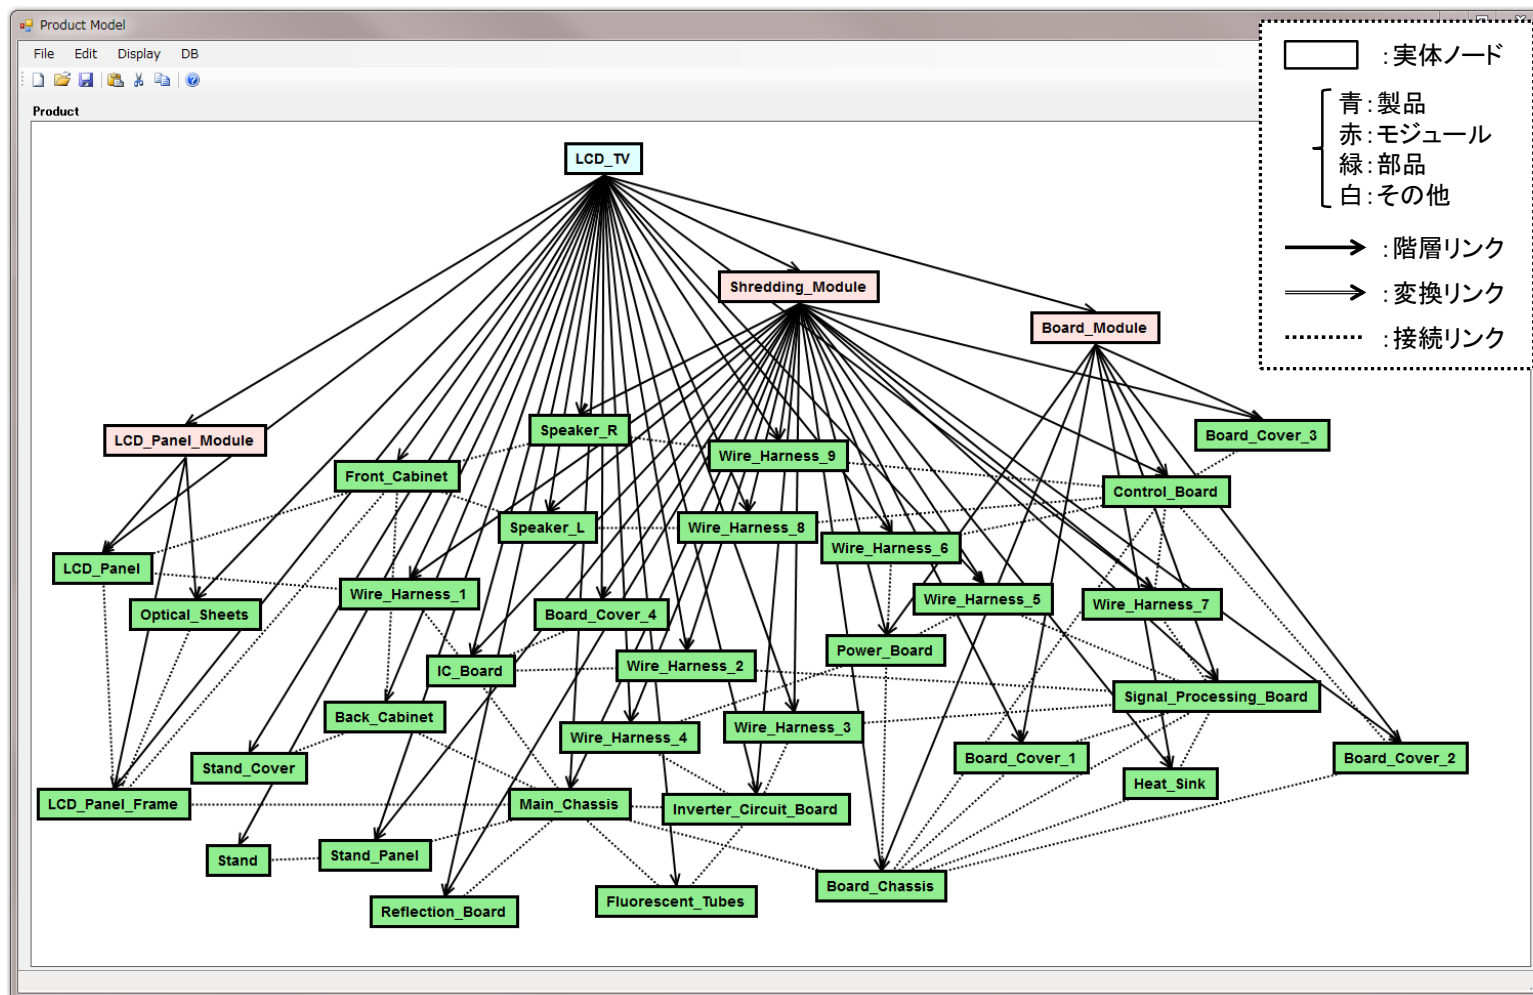 Product Model
File Edit Display DB
Product
:実体ノード
青:製品
赤:モジュール
緑:部品
白:その他
:階層リンク
:変換リンク
:接続リンク
LCD_TV
Shredding_Module
Board_Module
LCD_Panel_Module
Speaker_R
Board_Cover_3
Wire_Harness_9
Front_Cabinet
Control_Board
Speaker_L
Wire_Harness_8
Wire_Harness_6
LCD_Panel
Wire_Harness_1
Wire_Harness_5
Wire_Harness_7
Optical_Sheets
Board_Cover_4
Power_Board
IC_Board
Wire_Harness_2
Signal_Processing_Board
Back_Cabinet
Wire_Harness_4
Wire_Harness_3
Board_Cover_1
Board_Cover_2
Stand_Cover
Heat_Sink
LCD_Panel_Frame
Main_Chassis
Inverter_Circuit_Board
Stand
Stand_Panel
Board_Chassis
Reflection_Board
Fluorescent_Tubes